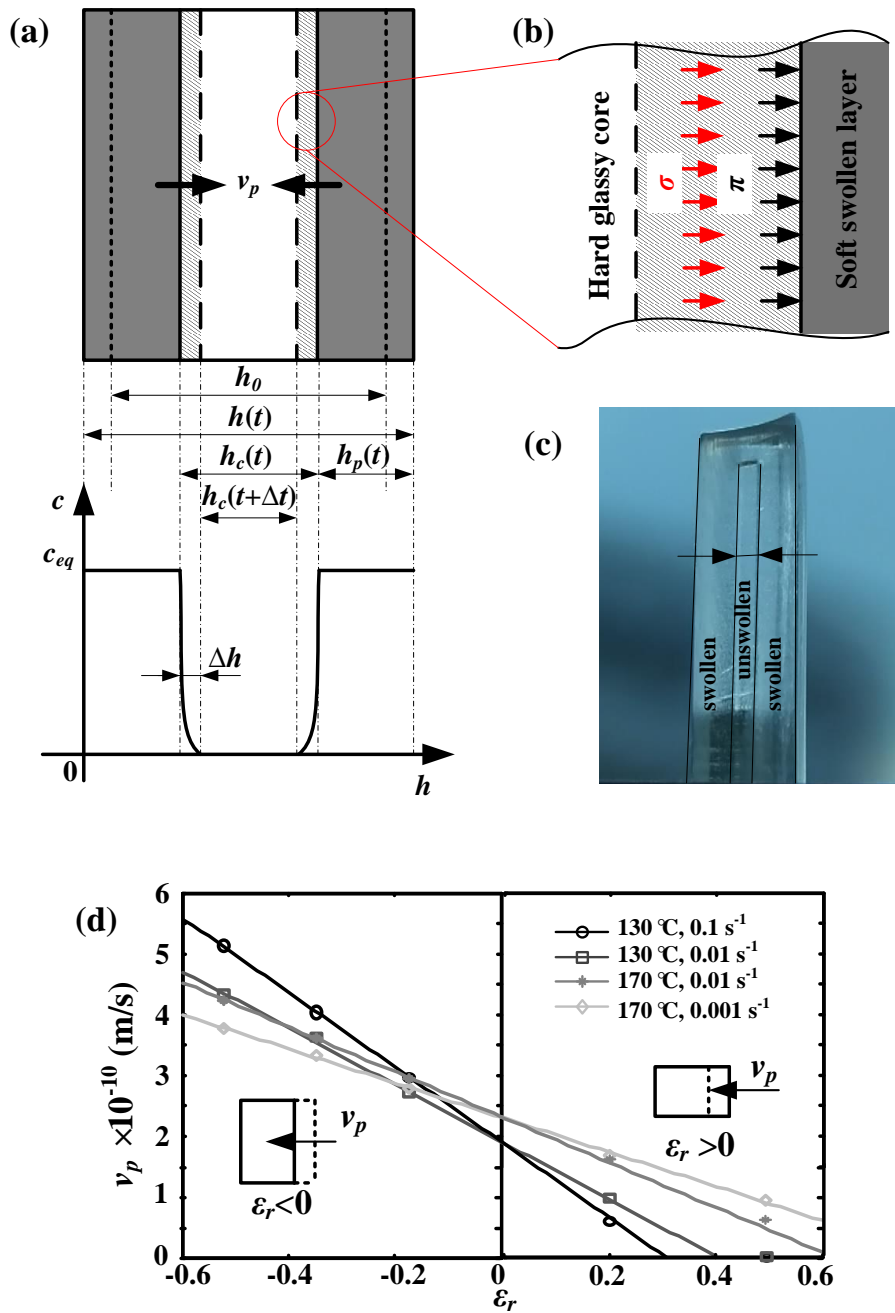 (a)
v_p
h_0
h(t)
h_c(t)
h_p(t)
h_c(t+Δt)
c
c_eq
Δh
0
h
(b)
Hard glassy core
σ
π
Soft swollen layer
(c)
swollen
unswollen
swollen
(d)
v_p ×10^-10 (m/s)
6
5
4
3
2
1
0
-0.6
-0.4
-0.2
0
0.2
0.4
0.6
ε_r
130 ℃, 0.1 s^-1
130 ℃, 0.01 s^-1
170 ℃, 0.01 s^-1
170 ℃, 0.001 s^-1
v_p
ε_r<0
v_p
ε_r >0